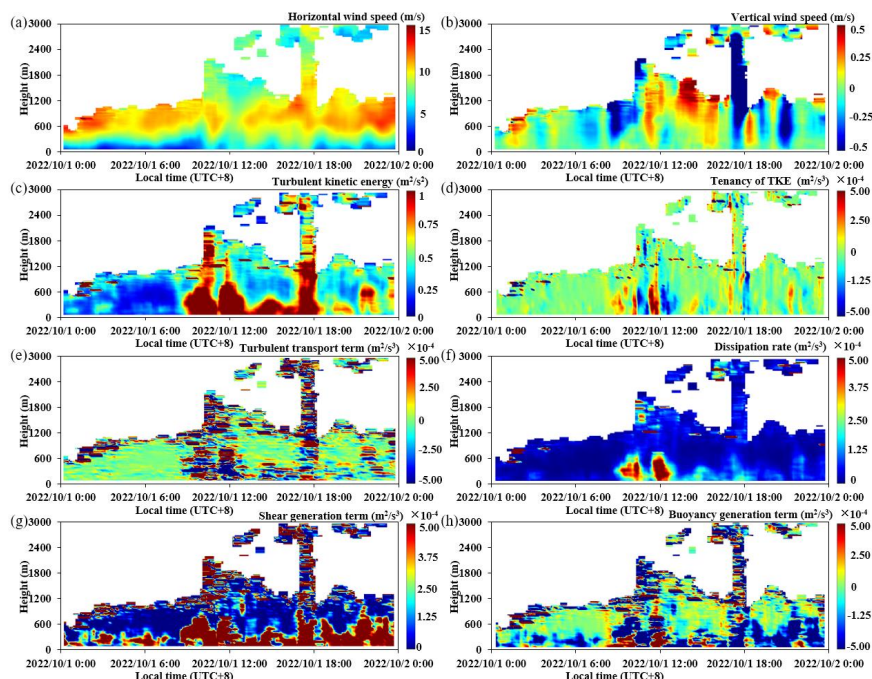 (a) Horizontal wind speed (m/s)
3000
2400
1800
1200
600
0
Height (m)
15
10
5
0
2022/10/1 0:00 2022/10/1 6:00 2022/10/1 12:00 2022/10/1 18:00 2022/10/2 0:00
Local time (UTC+8)
(b) Vertical wind speed (m/s)
3000
2400
1800
1200
600
0
Height (m)
0.5
0
-0.5
2022/10/1 0:00 2022/10/1 6:00 2022/10/1 12:00 2022/10/1 18:00 2022/10/2 0:00
Local time (UTC+8)
(c) Turbulent kinetic energy (m²/s²)
3000
2400
1800
1200
600
0
Height (m)
1
0.75
0.5
0.25
0
2022/10/1 0:00 2022/10/1 6:00 2022/10/1 12:00 2022/10/1 18:00 2022/10/2 0:00
Local time (UTC+8)
(d) Tenancy of TKE (m²/s³) ×10⁻⁴
3000
2400
1800
1200
600
0
Height (m)
5.00
2.50
0
-1.25
-5.00
2022/10/1 0:00 2022/10/1 6:00 2022/10/1 12:00 2022/10/1 18:00 2022/10/2 0:00
Local time (UTC+8)
(e) Turbulent transport term (m²/s³) ×10⁻⁴
3000
2400
1800
1200
600
0
Height (m)
5.00
2.50
0
-1.25
-5.00
2022/10/1 0:00 2022/10/1 6:00 2022/10/1 12:00 2022/10/1 18:00 2022/10/2 0:00
Local time (UTC+8)
(f) Dissipation rate (m²/s³) ×10⁻⁴
3000
2400
1800
1200
600
0
Height (m)
5.00
3.75
2.50
1.25
0
2022/10/1 0:00 2022/10/1 6:00 2022/10/1 12:00 2022/10/1 18:00 2022/10/2 0:00
Local time (UTC+8)
(g) Shear generation term (m²/s³) ×10⁻⁴
3000
2400
1800
1200
600
0
Height (m)
5.00
3.75
2.50
1.25
0
2022/10/1 0:00 2022/10/1 6:00 2022/10/1 12:00 2022/10/1 18:00 2022/10/2 0:00
Local time (UTC+8)
(h) Buoyancy generation term (m²/s³) ×10⁻⁴
3000
2400
1800
1200
600
0
Height (m)
5.00
2.50
0
-1.25
-5.00
2022/10/1 0:00 2022/10/1 6:00 2022/10/1 12:00 2022/10/1 18:00 2022/10/2 0:00
Local time (UTC+8)